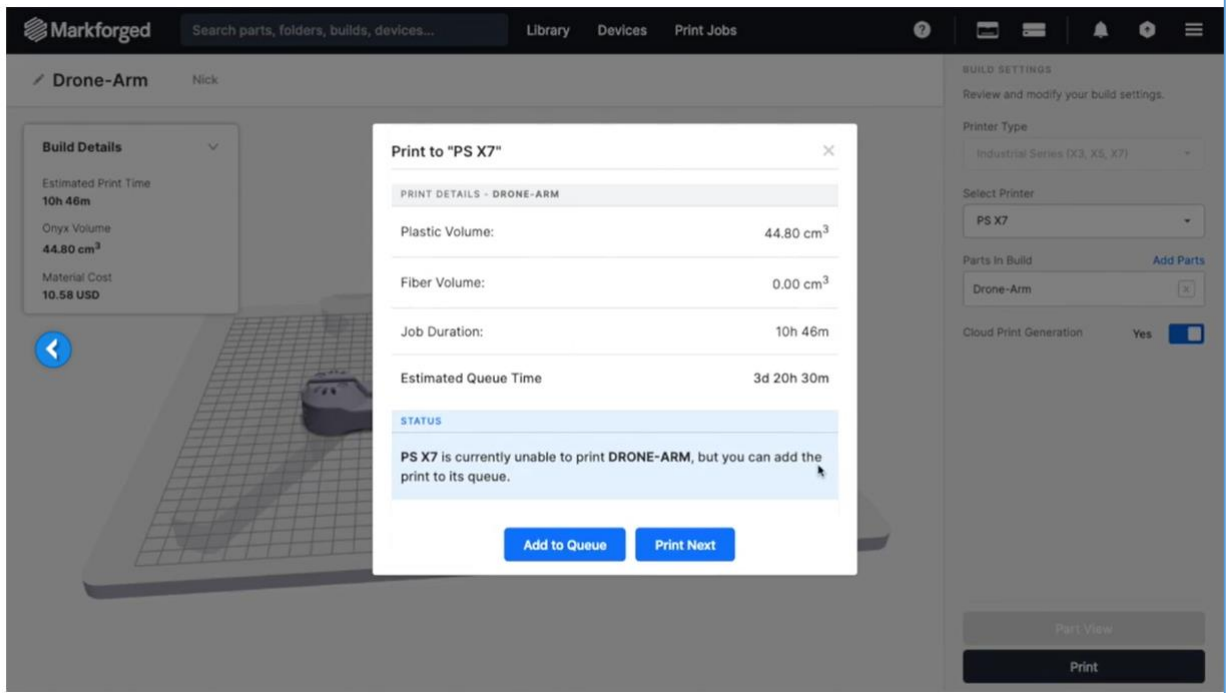 Markforged
Search parts, folders, builds, devices...
Library
Devices
Print Jobs
Drone-Arm
Nick
Build Details
Estimated Print Time
10h 46m
Onyx Volume
44.80 cm³
Material Cost
10.58 USD
Print to "PS X7"
PRINT DETAILS - DRONE-ARM
Plastic Volume: 44.80 cm³
Fiber Volume: 0.00 cm³
Job Duration: 10h 46m
Estimated Queue Time 3d 20h 30m
STATUS
PS X7 is currently unable to print DRONE-ARM, but you can add the
print to its queue.
Add to Queue
Print Next
BUILD SETTINGS
Review and modify your build settings.
Printer Type
Industrial Series (X3, X5, X7)
Select Printer
PS X7
Parts In Build Add Parts
Drone-Arm
Cloud Print Generation Yes
Part View
Print